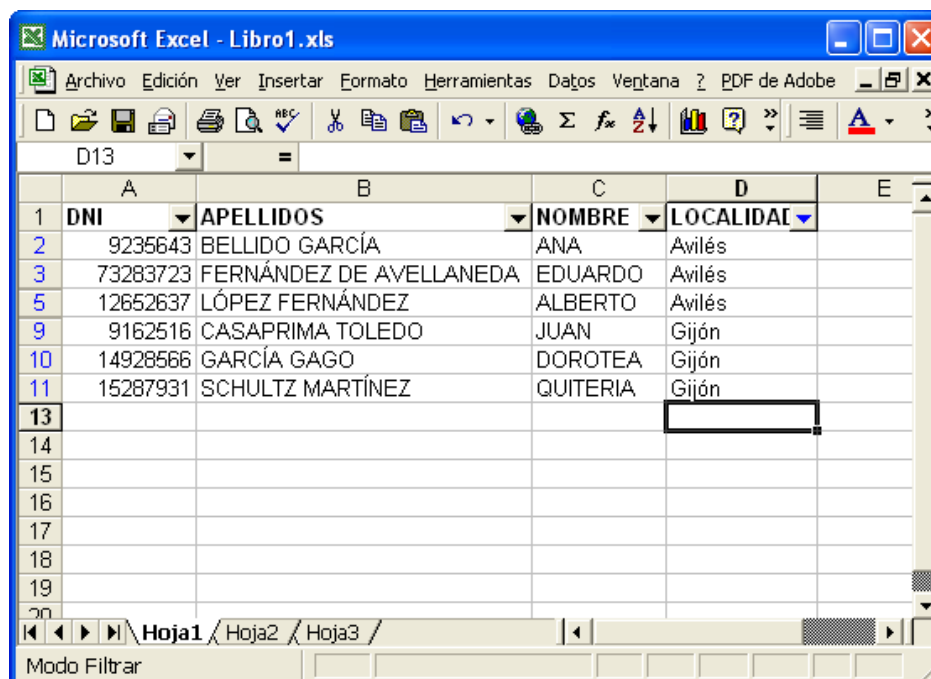 Microsoft Excel - Libro1.xls
Archivo Edición Ver Insertar Formato Herramientas Datos Ventana ? PDF de Adobe
D13 =
A B C D E
1 DNI APELLIDOS NOMBRE LOCALIDAD
2 9235643 BELLIDO GARCÍA ANA Avilés
3 73283723 FERNÁNDEZ DE AVELLANEDA EDUARDO Avilés
5 12652637 LÓPEZ FERNÁNDEZ ALBERTO Avilés
9 9162516 CASAPRIMA TOLEDO JUAN Gijón
10 14928566 GARCÍA GAGO DOROTEA Gijón
11 15287931 SCHULTZ MARTÍNEZ QUITERIA Gijón
13
14
15
16
17
18
19
20
Hoja1 Hoja2 Hoja3
Modo Filtrar